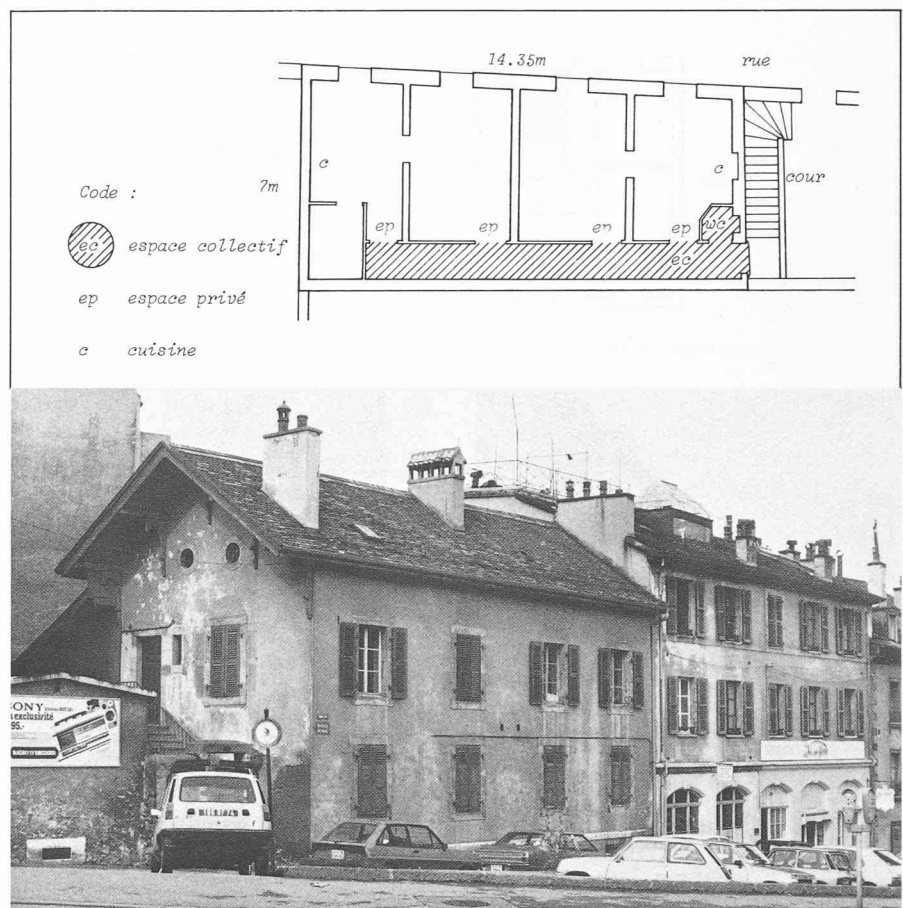 14.35m
rue
c
c
7m
cour
Code :
ep
ep
ep
ep
wc
ec
ec espace collectif
ep espace privé
c cuisine
SONY
exclusivité
95.-